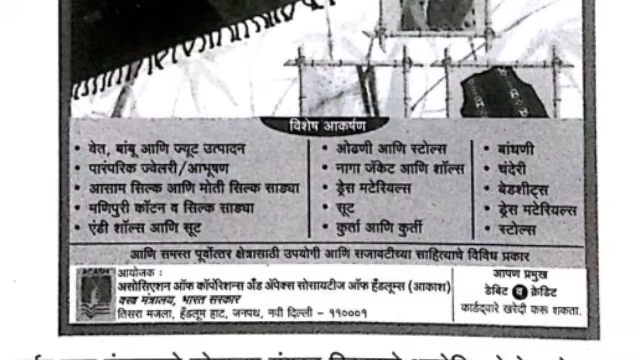 विशेष आकर्षण
• वेत, बांबू आणि ज्यूट उत्पादन
• पारंपरिक ज्वेलरी/आभूषण
• आसाम सिल्क आणि मोती सिल्क साड्या
• मणिपुरी कॉटन व सिल्क साड्या
• एंडी शॉल्स आणि सूट
• ओढणी आणि स्टोल्स
• नागा जॅकेट आणि शॉल्स
• ड्रेस मटेरियल्स
• सूट
• कुर्ता आणि कुर्ती
• बांधणी
• चंदेरी
• बेडशीट्स
• ड्रेस मटेरियल्स
• स्टोल्स
आणि समस्त पूर्वोत्तर क्षेत्रासाठी उपयोगी आणि सजावटीच्या साहित्याचे विविध प्रकार
आयोजक :
असोसिएशन ऑफ कॉर्पोरेशन्स अँड ॲपेक्स सोसायटीज ऑफ हँडलूम्स (आकाश)
वस्त्र मंत्रालय, भारत सरकार
तिसरा मजला, हँडलूम हाट, जनपथ, नवी दिल्ली - ११०००१
आपण प्रमुख
डेबिट व क्रेडिट
कार्डद्वारे खरेदी करू शकता.